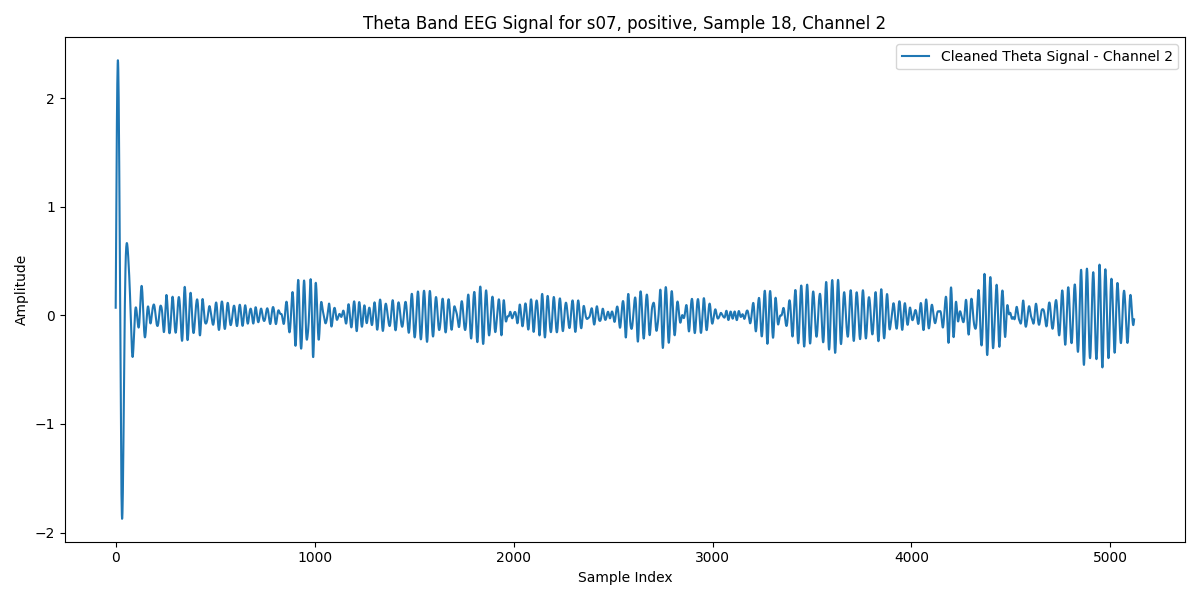 Theta Band EEG Signal for s07, positive, Sample 18, Channel 2
Cleaned Theta Signal - Channel 2
Amplitude
2
1
0
−1
−2
0 1000 2000 3000 4000 5000
Sample Index